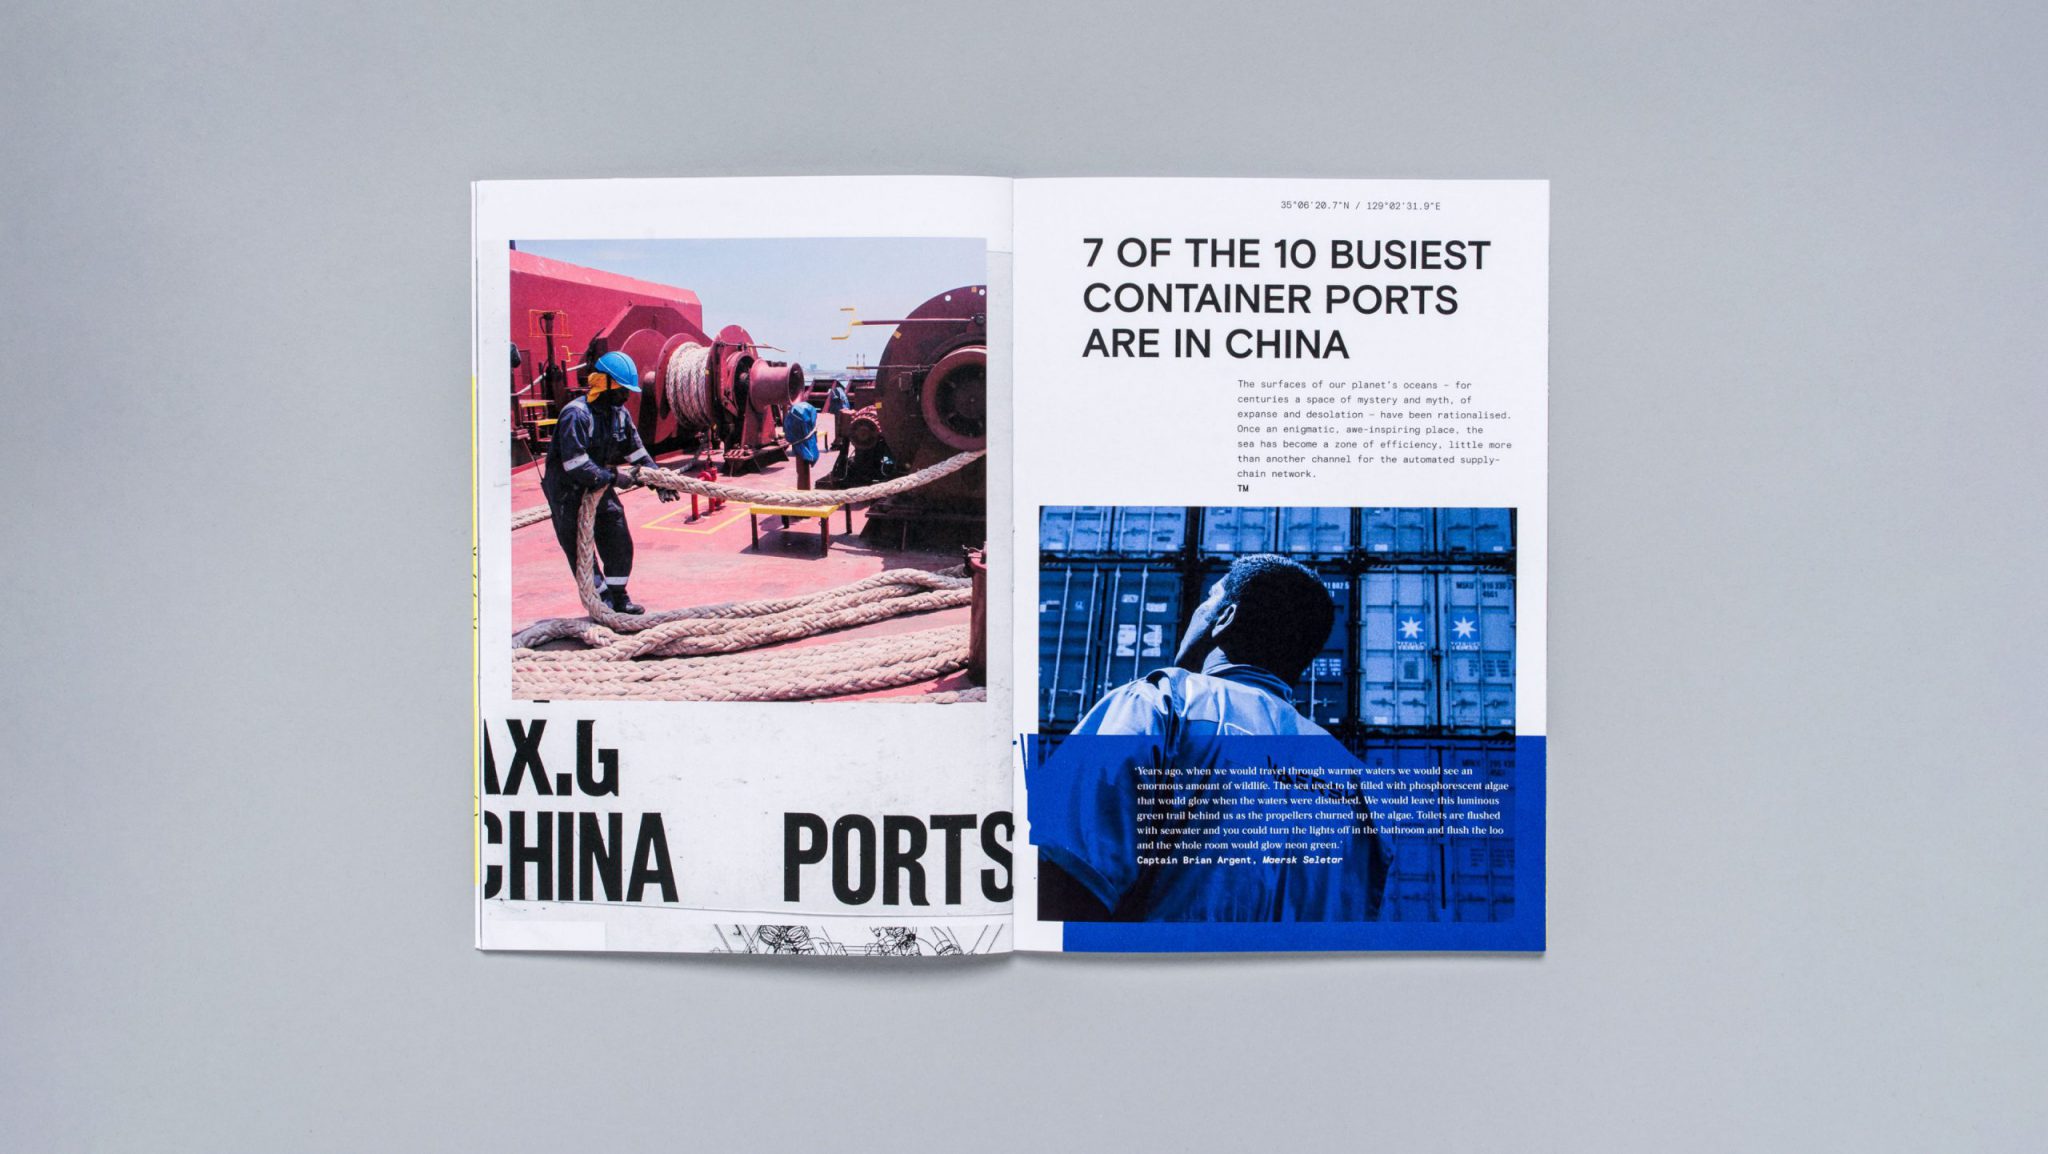 AX.G
CHINA PORTS
35°06'20.7"N / 129°02'31.9"E
7 OF THE 10 BUSIEST
CONTAINER PORTS
ARE IN CHINA
The surfaces of our planet's oceans – for
centuries a space of mystery and myth, of
expanse and desolation – have been rationalised.
Once an enigmatic, awe-inspiring place, the
sea has become a zone of efficiency, little more
than another channel for the automated supply-
chain network.
TM
MAERSK
'Years ago, when we would travel through warmer waters we would see an
enormous amount of wildlife. The sea used to be filled with phosphorescent algae
that would glow when the waters were disturbed. We would leave this luminous
green trail behind us as the propellers churned up the algae. Toilets are flushed
with seawater and you could turn the lights off in the bathroom and flush the loo
and the whole room would glow neon green.'
Captain Brian Argent, Maersk Seletar